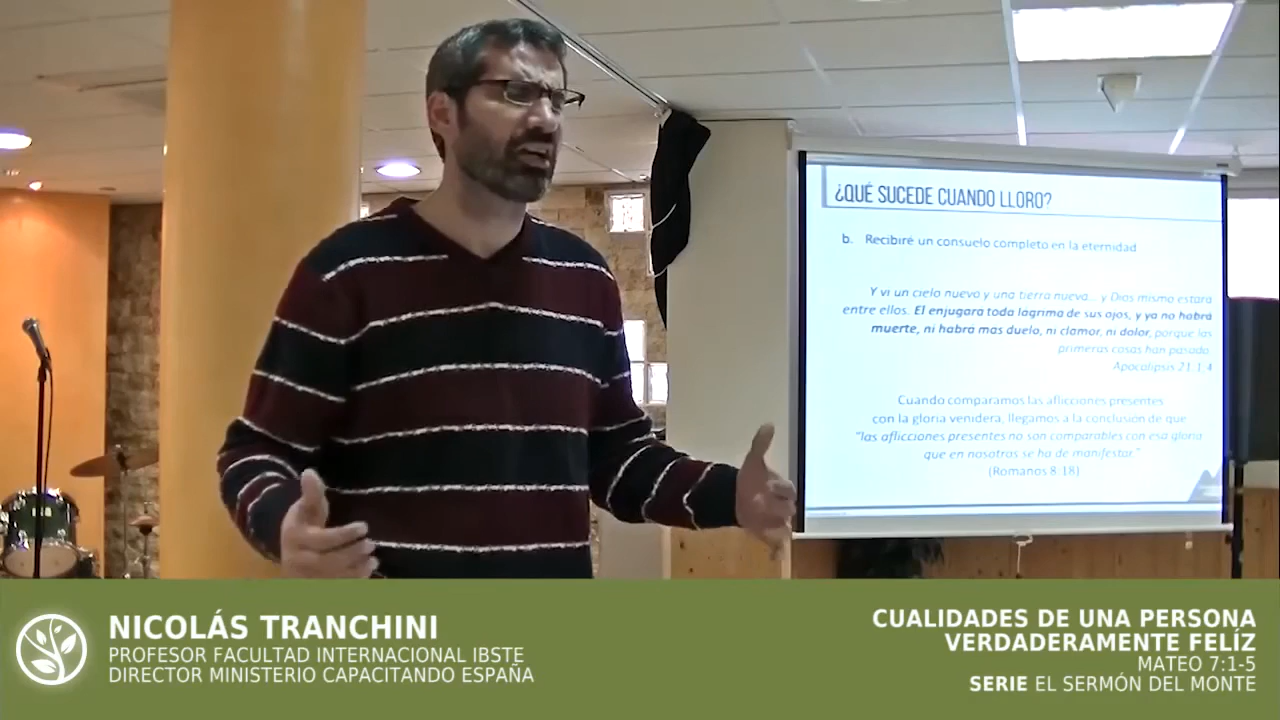 ¿QUÉ SUCEDE CUANDO LLORO?
b. Recibiré un consuelo completo en la eternidad
Y vi un cielo nuevo y una tierra nueva... y Dios mismo estará
entre ellos. El enjugara toda lagrima de sus ojos, y ya no habrá
muerte, ni habrá mas duelo, ni clamor, ni dolor, porque las
primeras cosas han pasado.
Apocalipsis 21:1-4
Cuando comparamos las aflicciones presentes
con la gloria venidera, llegamos a la conclusión de que
"las aflicciones presentes no son comparables con esa gloria
que en nosotros se ha de manifestar."
(Romanos 8:18)
NICOLÁS TRANCHINI
PROFESOR FACULTAD INTERNACIONAL IBSTE
DIRECTOR MINISTERIO CAPACITANDO ESPAÑA
CUALIDADES DE UNA PERSONA
VERDADERAMENTE FELÍZ
MATEO 7:1-5
SERIE EL SERMÓN DEL MONTE